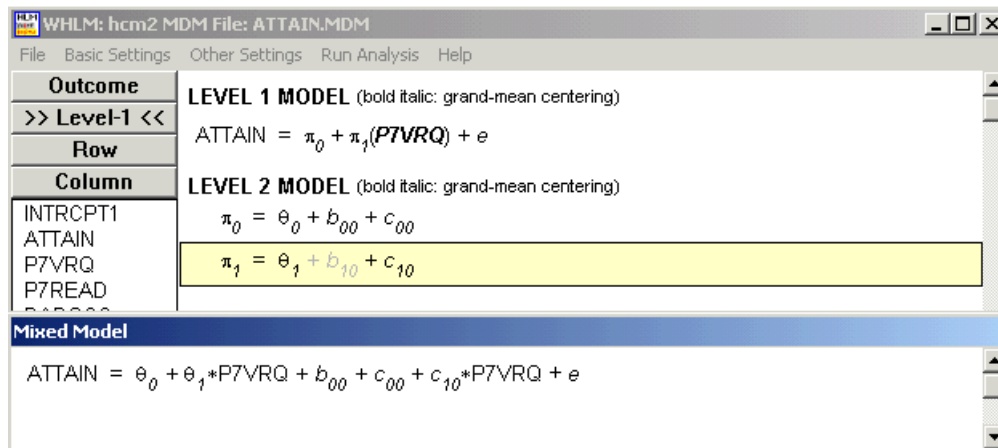 WHLM: hcm2 MDM File: ATTAIN.MDM
File Basic Settings Other Settings Run Analysis Help
Outcome
>> Level-1 <<
Row
Column
INTRCPT1
ATTAIN
P7VRQ
P7READ
LEVEL 1 MODEL (bold italic: grand-mean centering)
ATTAIN = π0 + π1(P7VRQ) + e
LEVEL 2 MODEL (bold italic: grand-mean centering)
π0 = θ0 + b00 + c00
π1 = θ1 + b10 + c10
Mixed Model
ATTAIN = θ0 + θ1*P7VRQ + b00 + c00 + c10*P7VRQ + e